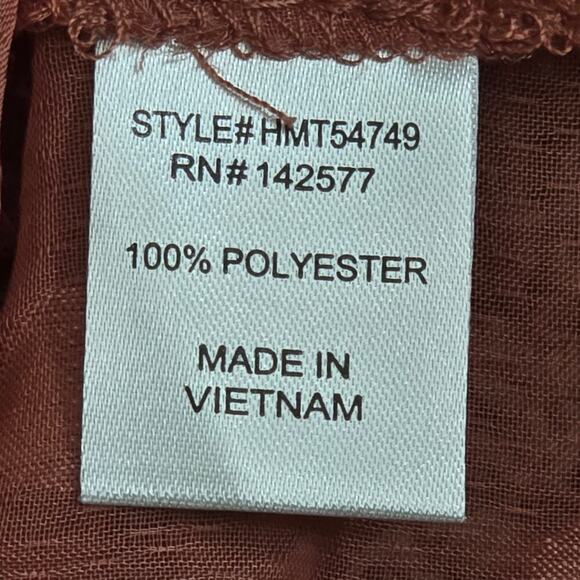 STYLE# HMT54749
RN# 142577
100% POLYESTER
MADE IN
VIETNAM